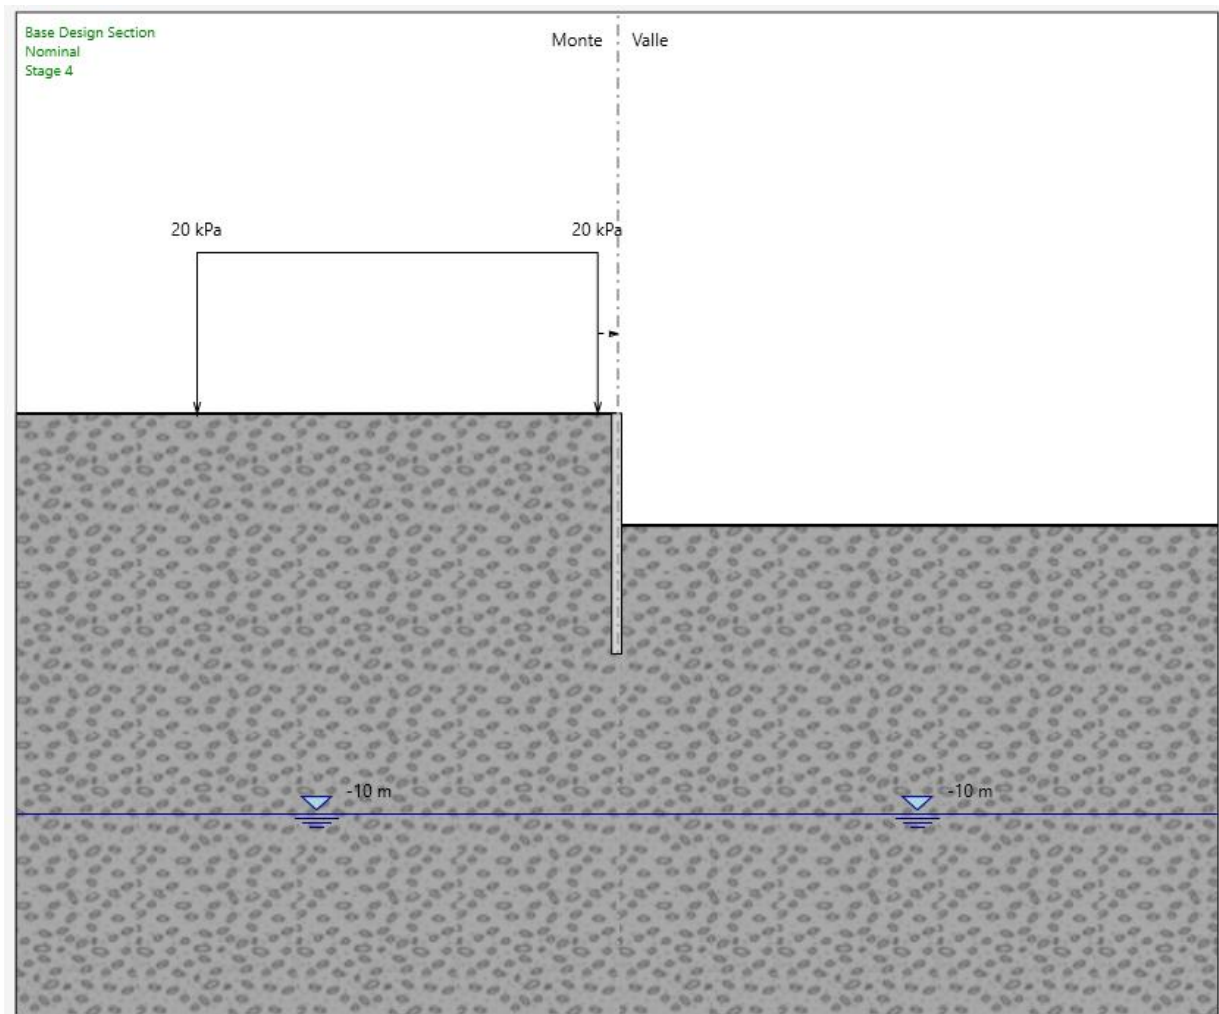 Base Design Section
Nominal
Stage 4
Monte
Valle
20 kPa
20 kPa
-10 m
-10 m